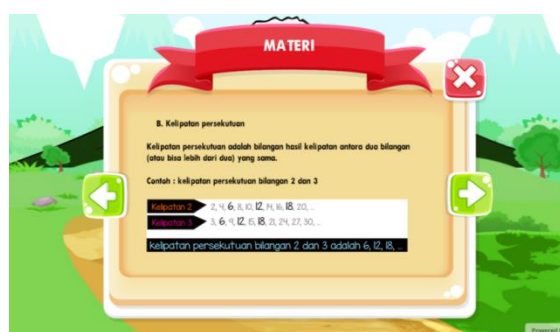 MATERI
B. Kelipatan persekutuan
Kelipatan persekutuan adalah bilangan hasil kelipatan antara dua bilangan
(atau bisa lebih dari dua) yang sama.
Contoh : kelipatan persekutuan bilangan 2 dan 3
Kelipatan 2 2, 4, 6, 8, 10, 12, 14, 16, 18, 20, ...
Kelipatan 3 3, 6, 9, 12, 15, 18, 21, 24, 27, 30, ...
kelipatan persekutuan bilangan 2 dan 3 adalah 6, 12, 18, ...
Powered